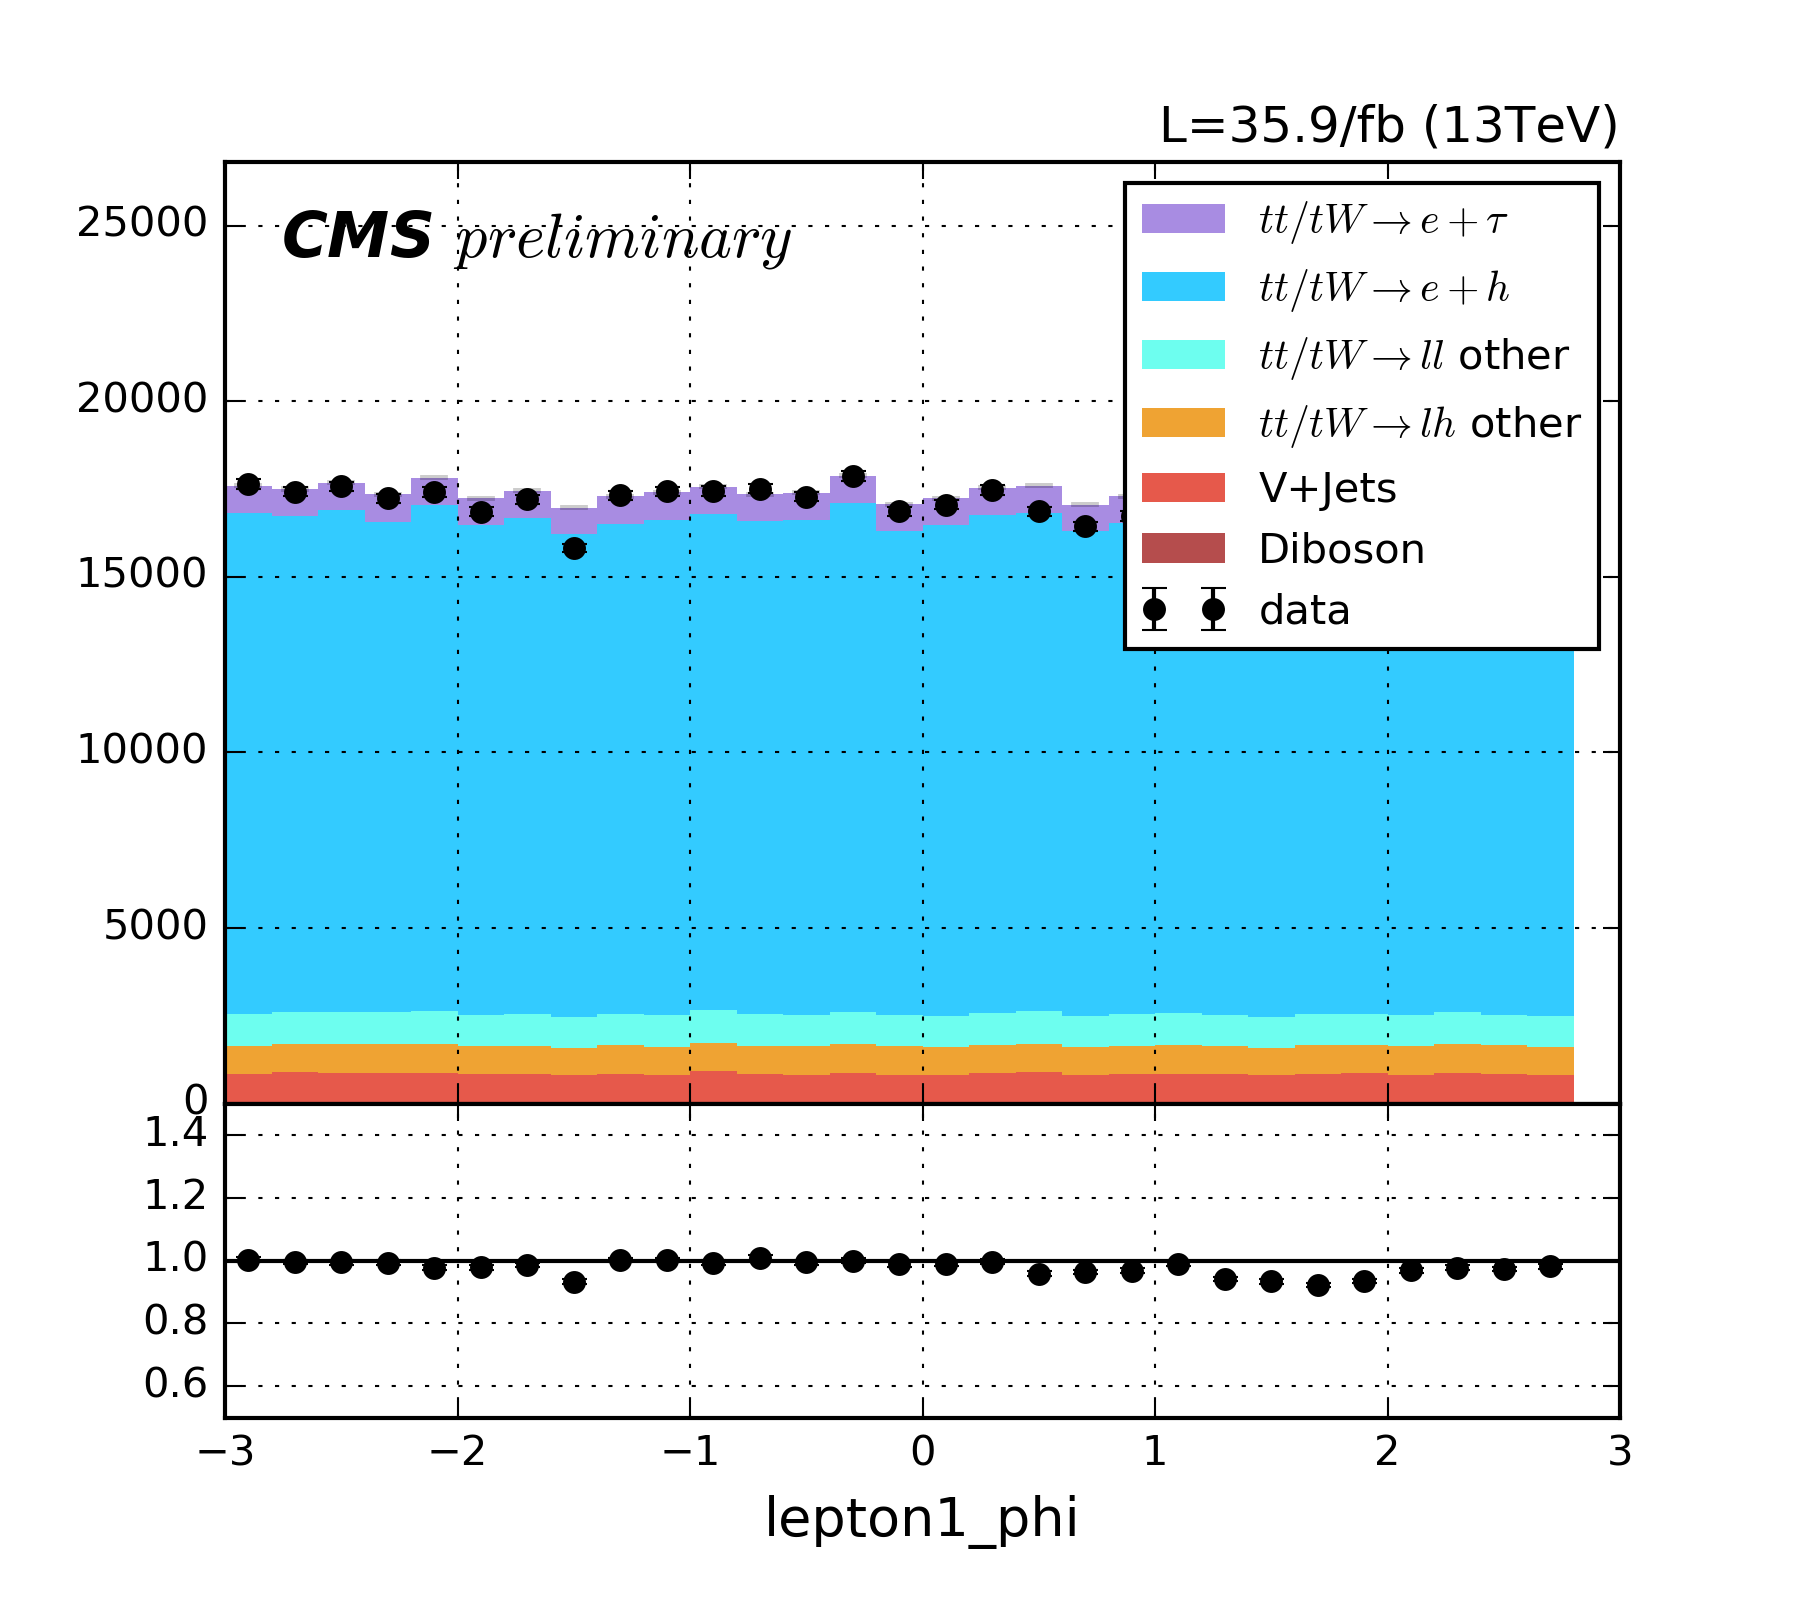 L=35.9/fb (13TeV)
CMS preliminary
tt/tW→e+τ
tt/tW→e+h
tt/tW→ll other
tt/tW→lh other
V+Jets
Diboson
data
25000
20000
15000
10000
5000
0
1.4
1.2
1.0
0.8
0.6
−3 −2 −1 0 1 2 3
lepton1_phi